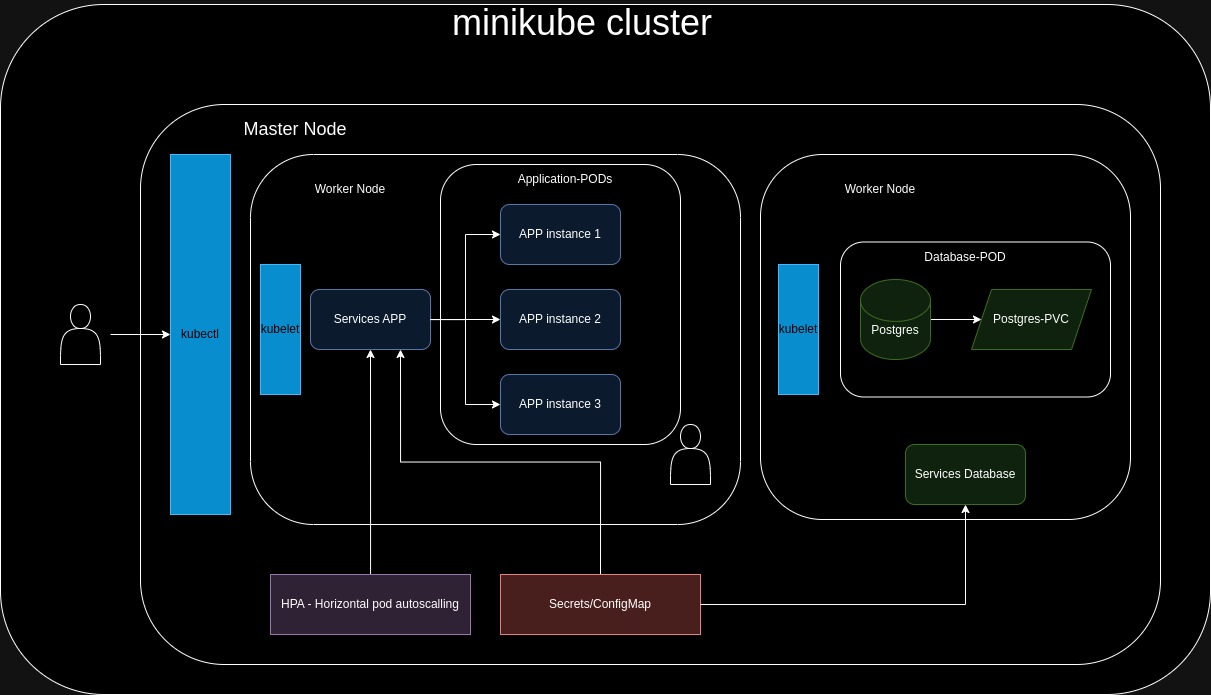 minikube cluster
Master Node
kubectl
Worker Node
kubelet
Services APP
Application-PODs
APP instance 1
APP instance 2
APP instance 3
Worker Node
kubelet
Database-POD
Postgres
Postgres-PVC
Services Database
HPA - Horizontal pod autoscalling
Secrets/ConfigMap